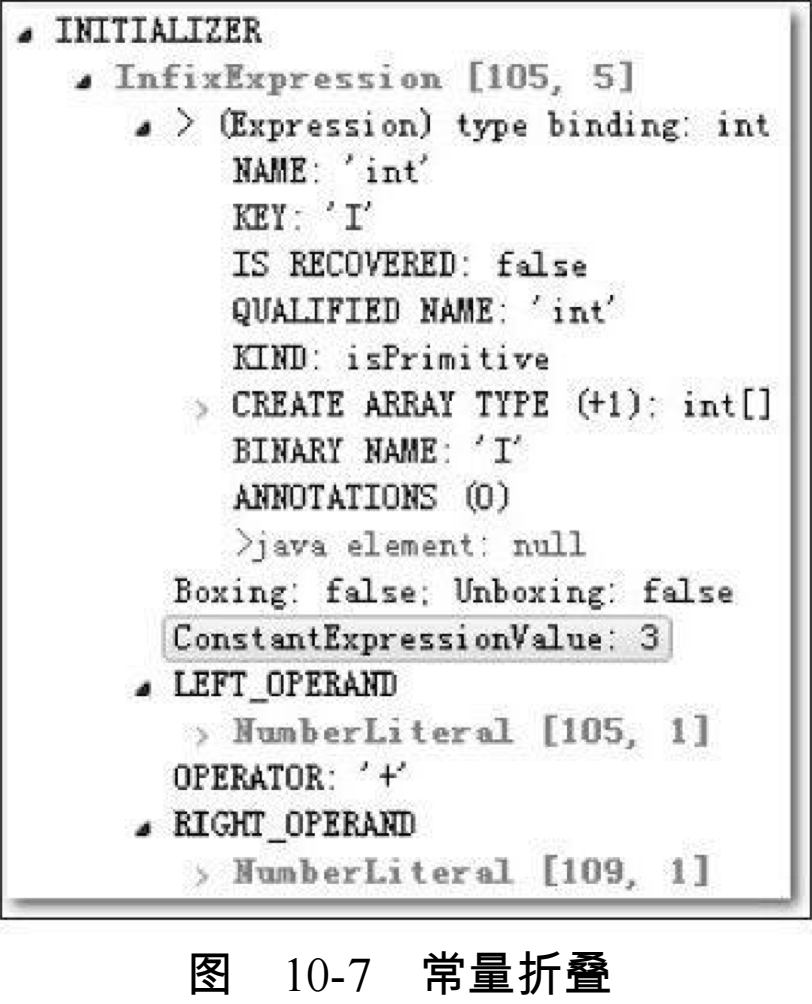 INITIALIZER
InfixExpression [105, 5]
> (Expression) type binding: int
NAME: 'int'
KEY: 'I'
IS RECOVERED: false
QUALIFIED NAME: 'int'
KIND: isPrimitive
> CREATE ARRAY TYPE (+1): int[]
BINARY NAME: 'I'
ANNOTATIONS (0)
>java element: null
Boxing: false; Unboxing: false
ConstantExpressionValue: 3
LEFT_OPERAND
> NumberLiteral [105, 1]
OPERATOR: '+'
RIGHT_OPERAND
> NumberLiteral [109, 1]
图 10-7 常量折叠